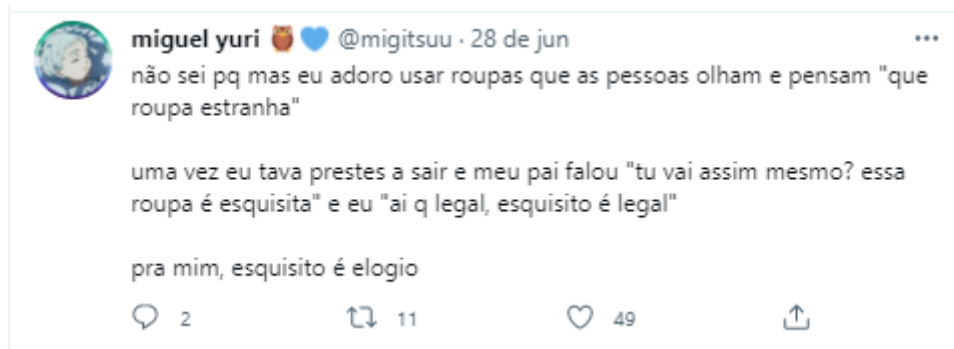 miguel yuri 🦉💙 @migitsuu · 28 de jun
não sei pq mas eu adoro usar roupas que as pessoas olham e pensam "que
roupa estranha"
uma vez eu tava prestes a sair e meu pai falou "tu vai assim mesmo? essa
roupa é esquisita" e eu "ai q legal, esquisito é legal"
pra mim, esquisito é elogio
2 11 49